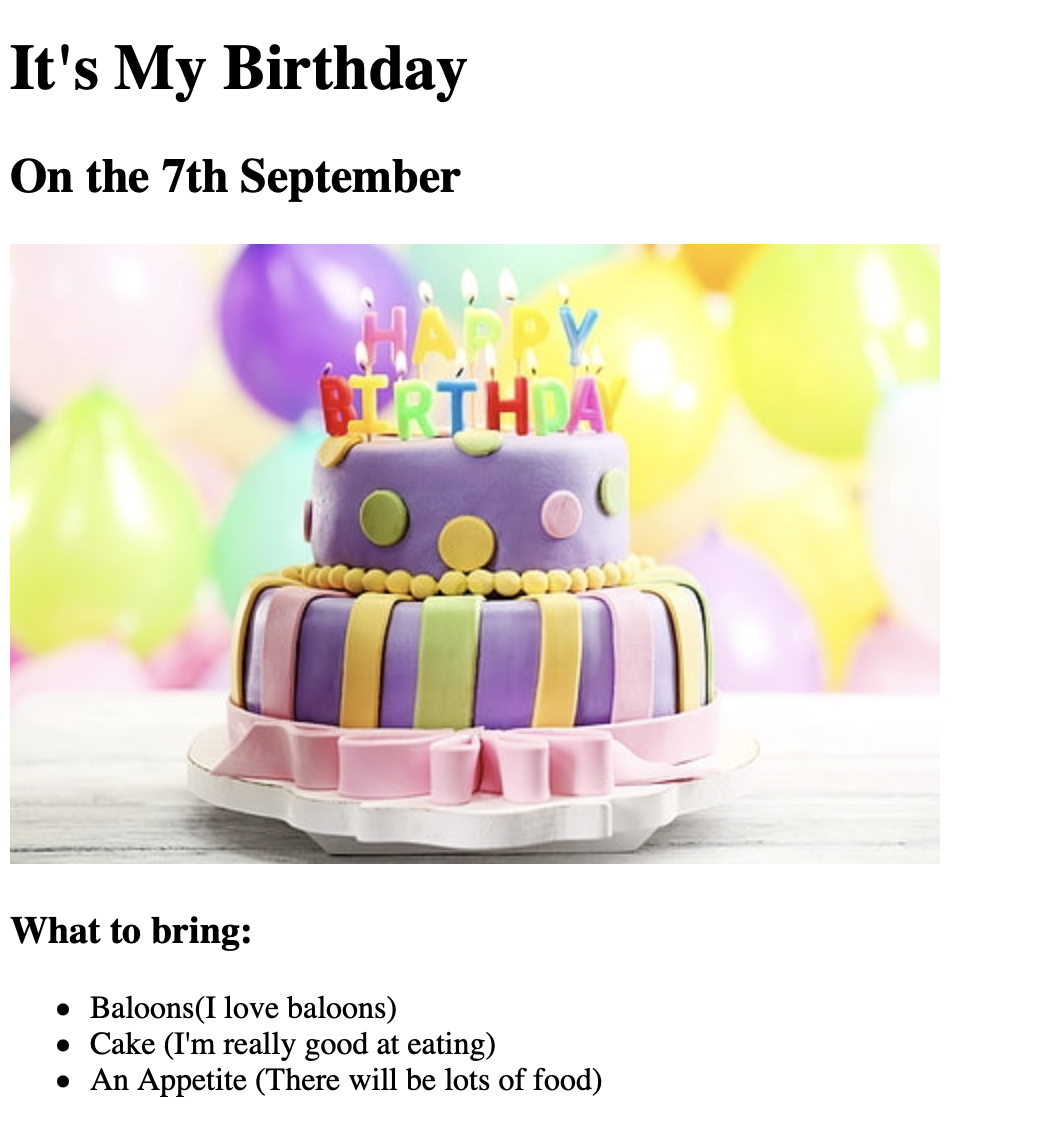 It's My Birthday
On the 7th September
HAPPY
BIRTHDAY
What to bring:
Baloons(I love baloons)
Cake (I'm really good at eating)
An Appetite (There will be lots of food)